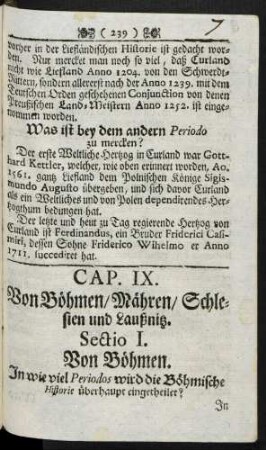 (239)
vorher in der Liefländischen Historie ist gedacht wor-
den. Nur mercket man noch so viel, daß Curland
nicht wie Liefland Anno 1204. von den Schwerdt-
Rittern, sondern allererst nach der Anno 1239. mit dem
Teutschen Orden geschehenen Conjunction von denen
Preußischen Land-Meistern Anno 1252. ist einge-
nommen worden.
Was ist bey dem andern Periodo
zu mercken?
Der erste Weltliche Hertzog in Curland war Gott-
hard Kettler, welcher, wie oben erinnert worden, Ao.
1561. gantz Liefland dem Polnischen Könige Sigis-
mundo Augusto übergeben, und sich davor Curland
als ein Weltliches und von Polen dependirendes Her-
zogthum bedungen hat.
Der letzte und heut zu Tag regierende Hertzog von
Curland ist Ferdinandus, ein Bruder Friderici Casi-
miri, dessen Sohne Friderico Wilhelmo er Anno
1711. succediret hat.
CAP. IX.
Von Böhmen/ Mähren/ Schle-
sien und Laußnitz.
Sectio I.
Von Böhmen.
In wie viel Periodos wird die Böhmische
Historie überhaupt eingetheilet?
In